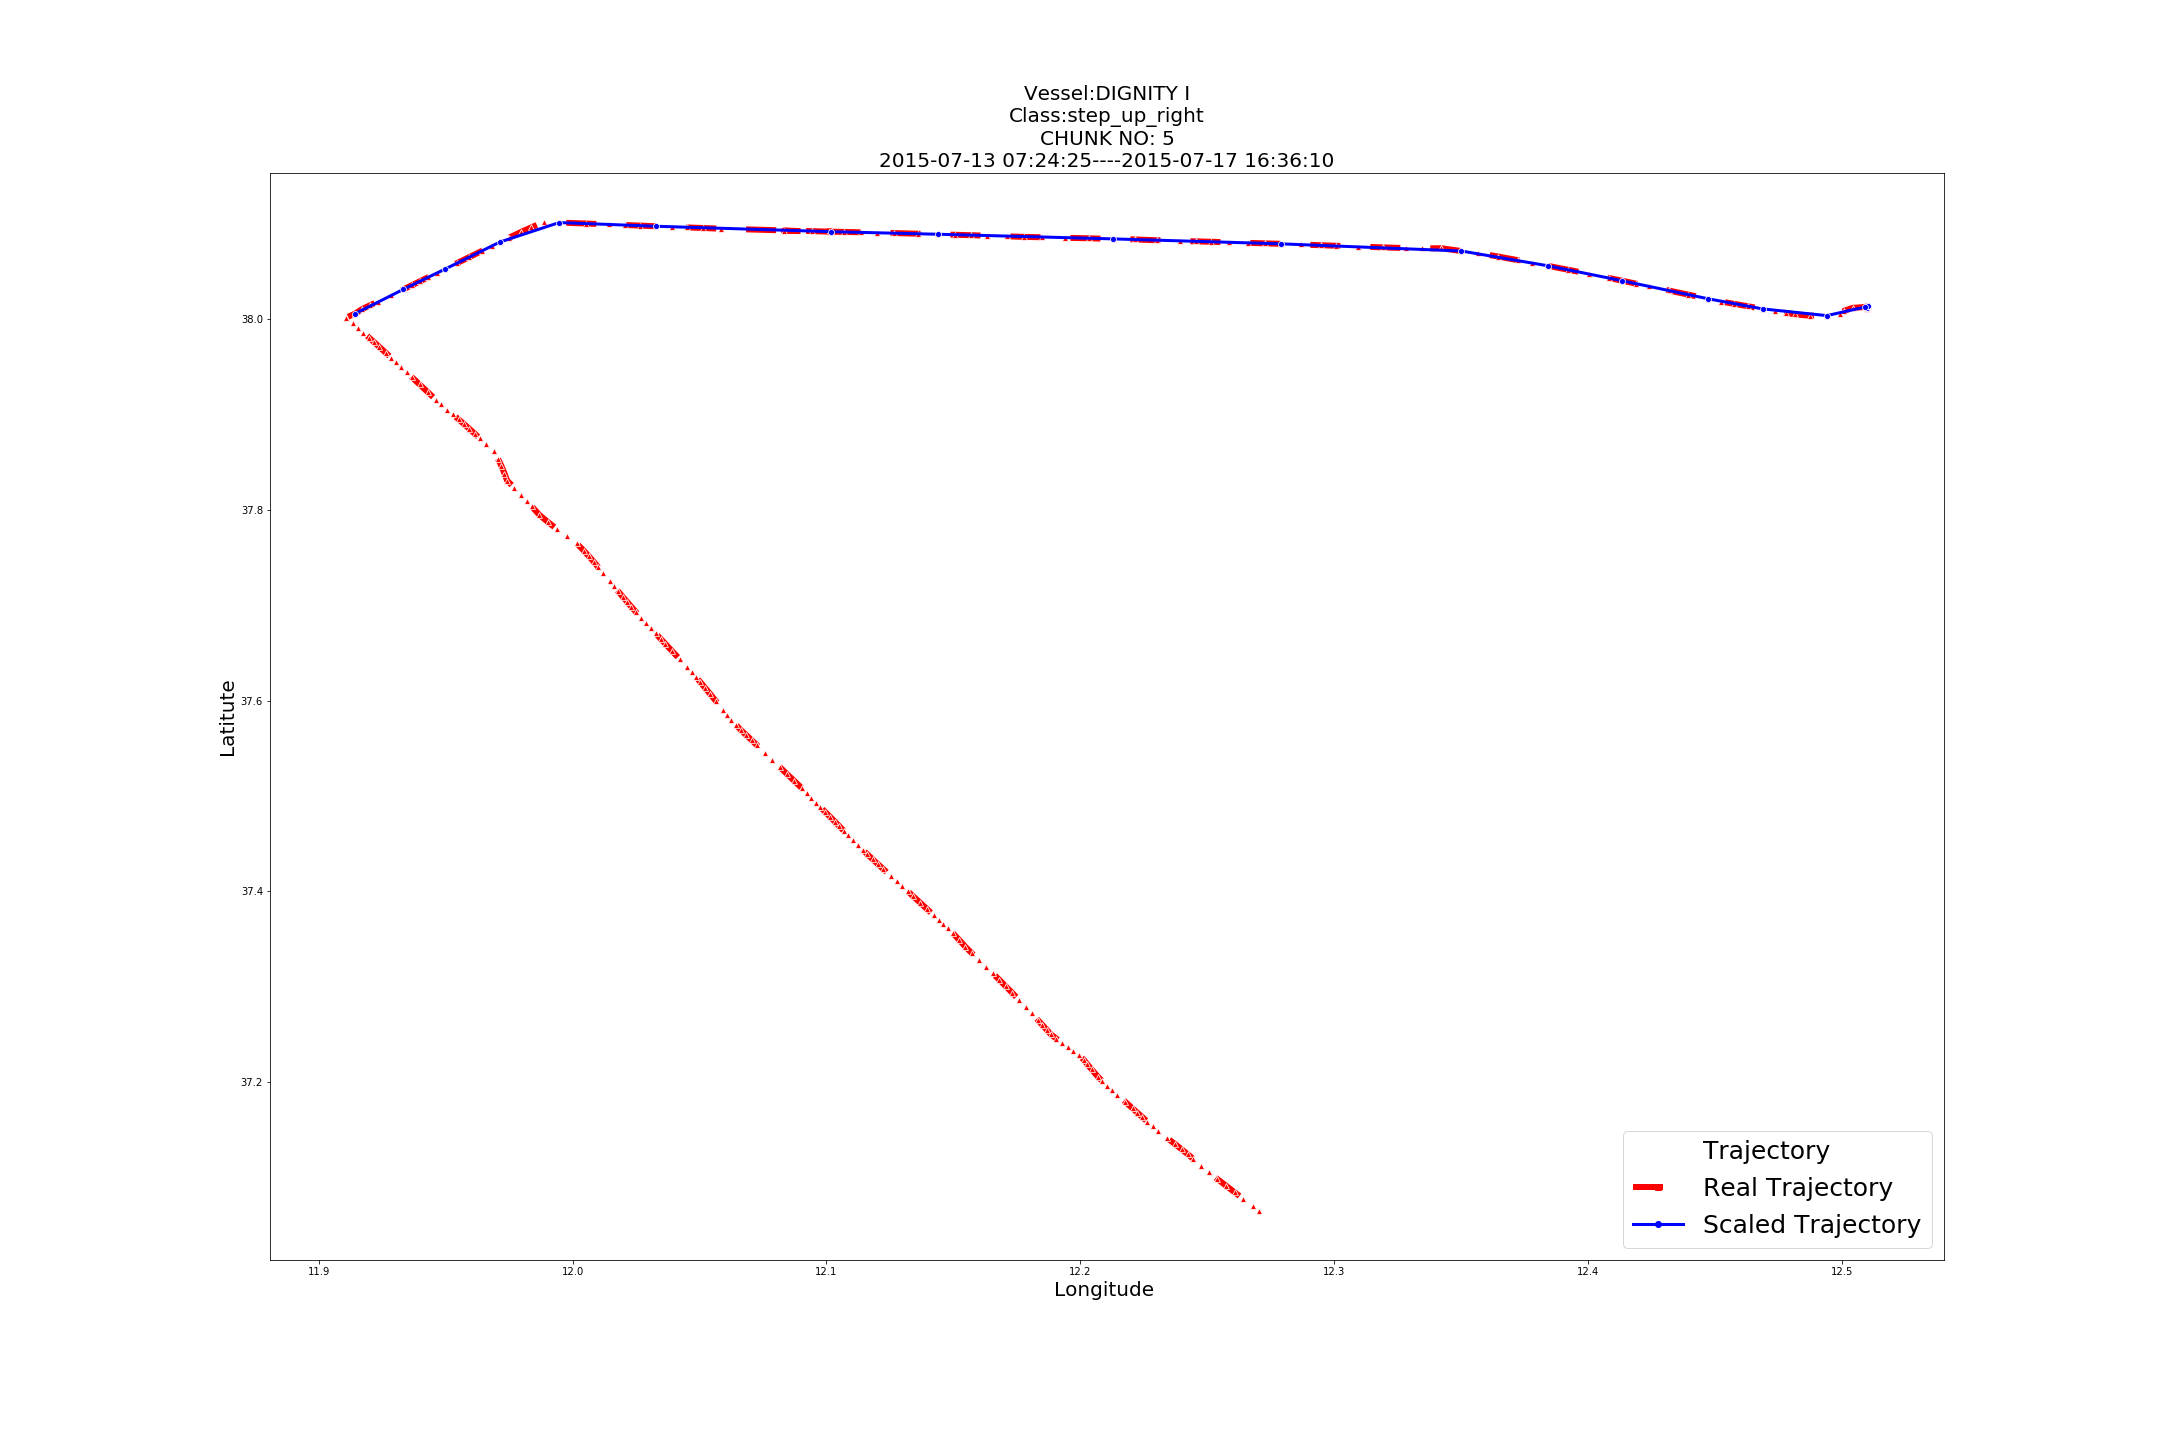 Vessel:DIGNITY I
Class:step_up_right
CHUNK NO: 5
2015-07-13 07:24:25----2015-07-17 16:36:10
38.0
37.8
37.6
37.4
37.2
Latitute
11.9
12.0
12.1
12.2
12.3
12.4
12.5
Longitude
Trajectory
Real Trajectory
Scaled Trajectory